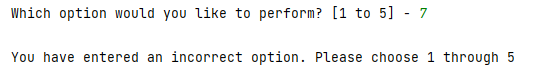 Which option would you like to perform? [1 to 5] - 7
You have entered an incorrect option. Please choose 1 through 5